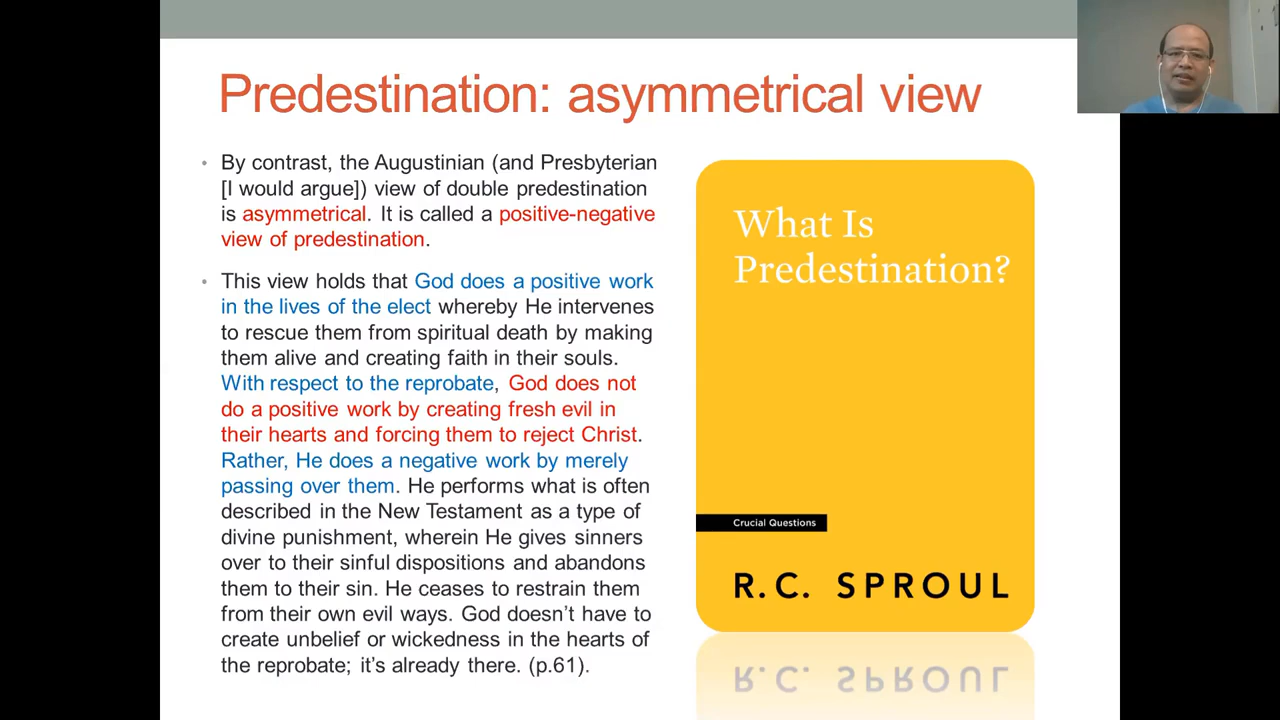 Predestination: asymmetrical view
• By contrast, the Augustinian (and Presbyterian
[I would argue]) view of double predestination
is asymmetrical. It is called a positive-negative
view of predestination.
• This view holds that God does a positive work
in the lives of the elect whereby He intervenes
to rescue them from spiritual death by making
them alive and creating faith in their souls.
With respect to the reprobate, God does not
do a positive work by creating fresh evil in
their hearts and forcing them to reject Christ.
Rather, He does a negative work by merely
passing over them. He performs what is often
described in the New Testament as a type of
divine punishment, wherein He gives sinners
over to their sinful dispositions and abandons
them to their sin. He ceases to restrain them
from their own evil ways. God doesn’t have to
create unbelief or wickedness in the hearts of
the reprobate; it’s already there. (p.61).
What Is
Predestination?
Crucial Questions
R.C. SPROUL
R.C. SPROUL